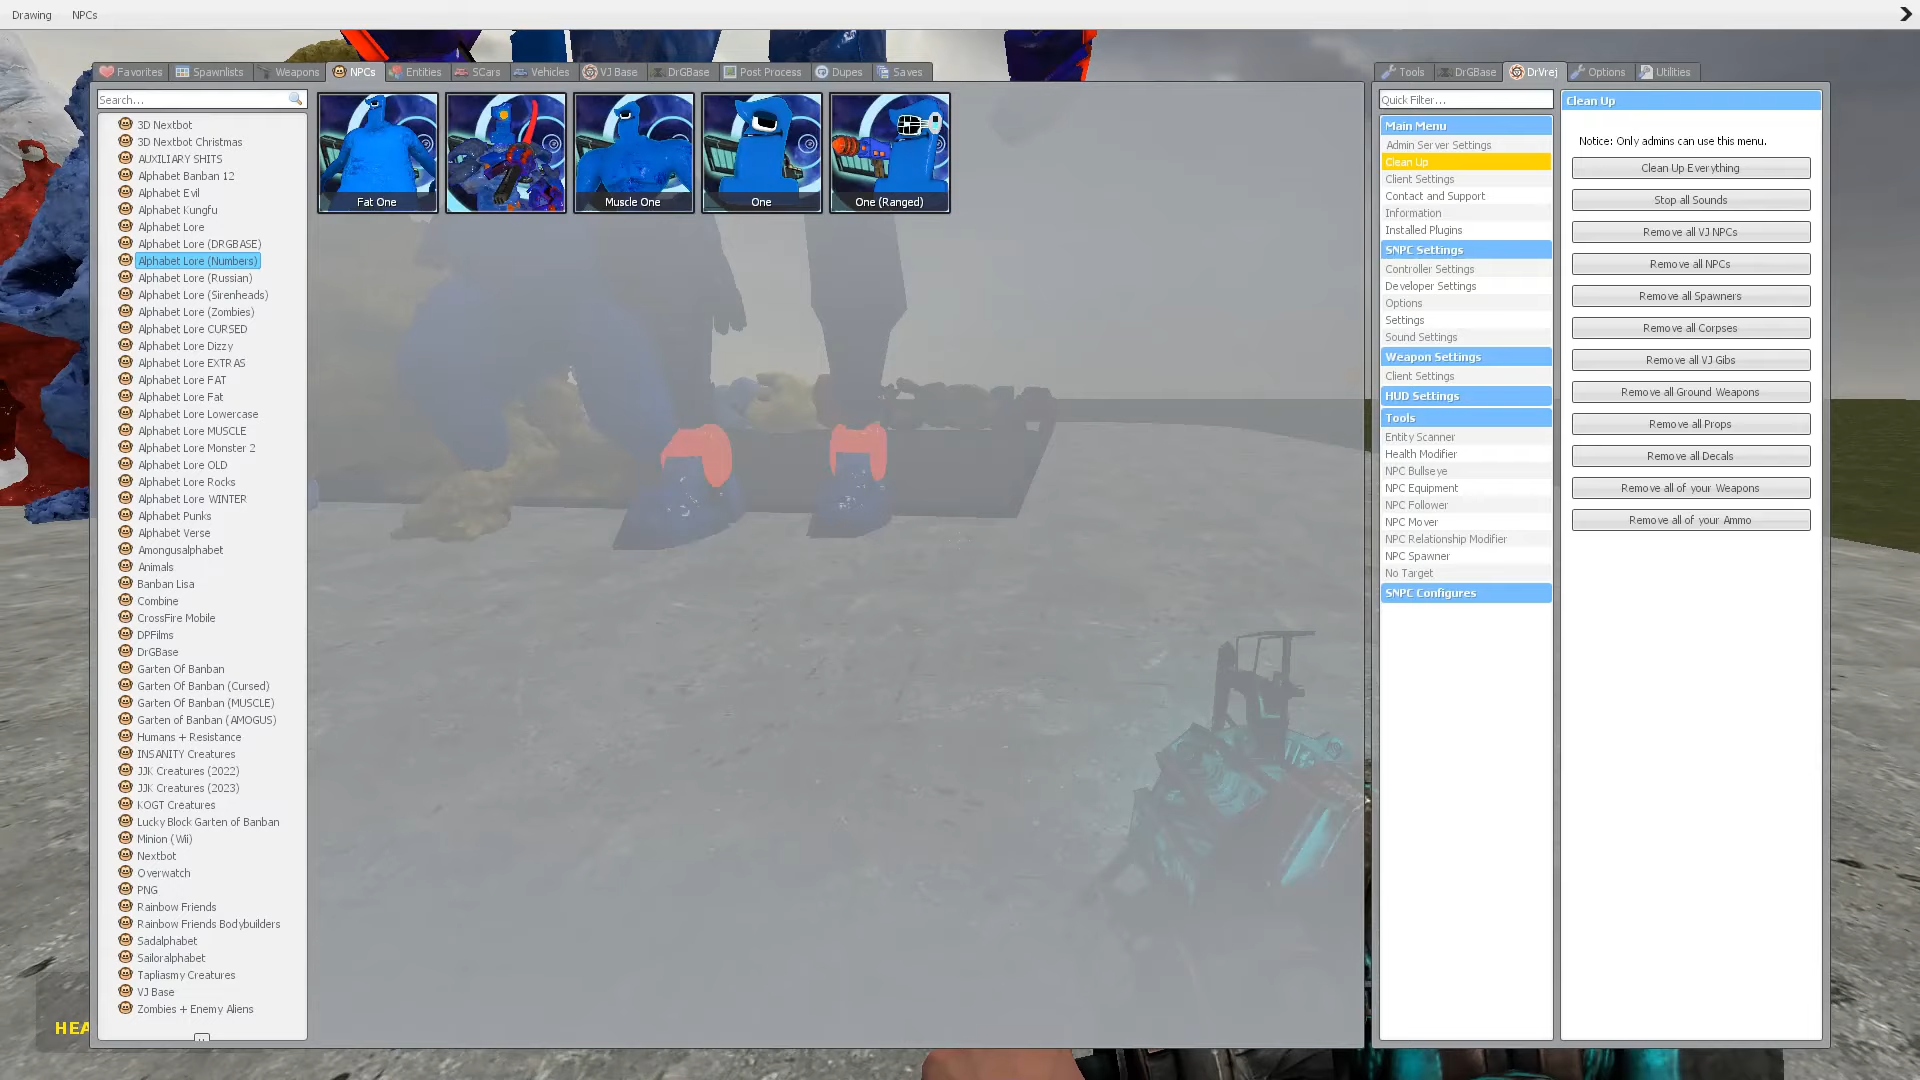 Drawing NPCs
Favorites Spawnlists Weapons NPCs Entities SCars Vehicles VJ Base DrGBase Post Process Dupes Saves
Search...
3D Nextbot
3D Nextbot Christmas
AUXILIARY SHITS
Alphabet Banban 12
Alphabet Evil
Alphabet Kungfu
Alphabet Lore
Alphabet Lore (DRGBASE)
Alphabet Lore (Numbers)
Alphabet Lore (Russian)
Alphabet Lore (Sirenheads)
Alphabet Lore (Zombies)
Alphabet Lore CURSED
Alphabet Lore Dizzy
Alphabet Lore EXTRAS
Alphabet Lore FAT
Alphabet Lore Fat
Alphabet Lore Lowercase
Alphabet Lore MUSCLE
Alphabet Lore Monster 2
Alphabet Lore OLD
Alphabet Lore Rocks
Alphabet Lore WINTER
Alphabet Punks
Alphabet Verse
Amongusalphabet
Animals
Banban Lisa
Combine
CrossFire Mobile
DPFilms
DrGBase
Garten Of Banban
Garten Of Banban (Cursed)
Garten Of Banban (MUSCLE)
Garten of Banban (AMOGUS)
Humans + Resistance
INSANITY Creatures
JJK Creatures (2022)
JJK Creatures (2023)
KOGT Creatures
Lucky Block Garten of Banban
Minion (Wii)
Nextbot
Overwatch
PNG
Rainbow Friends
Rainbow Friends Bodybuilders
Sadalphabet
Sailoralphabet
Tapliasmy Creatures
VJ Base
Zombies + Enemy Aliens
HEA
Fat One
Muscle One
One
One (Ranged)
Tools DrGBase DrVrej Options Utilities
Quick Filter...
Main Menu
Admin Server Settings
Clean Up
Client Settings
Contact and Support
Information
Installed Plugins
SNPC Settings
Controller Settings
Developer Settings
Options
Settings
Sound Settings
Weapon Settings
Client Settings
HUD Settings
Tools
Entity Scanner
Health Modifier
NPC Bullseye
NPC Equipment
NPC Follower
NPC Mover
NPC Relationship Modifier
NPC Spawner
No Target
SNPC Configures
Clean Up
Notice: Only admins can use this menu.
Clean Up Everything
Stop all Sounds
Remove all VJ NPCs
Remove all NPCs
Remove all Spawners
Remove all Corpses
Remove all VJ Gibs
Remove all Ground Weapons
Remove all Props
Remove all Decals
Remove all of your Weapons
Remove all of your Ammo